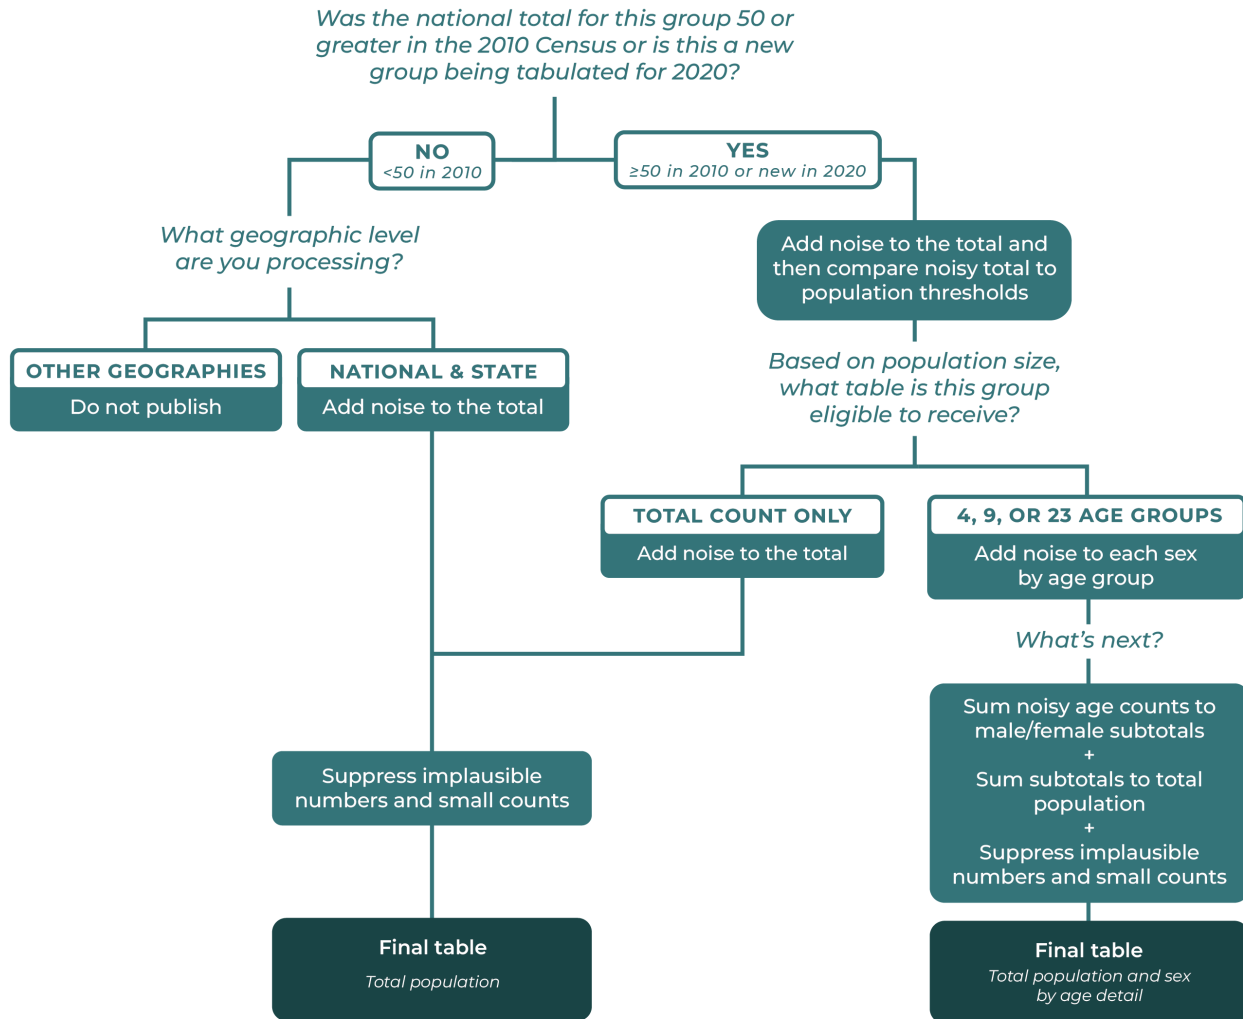 Was the national total for this group 50 or
greater in the 2010 Census or is this a new
group being tabulated for 2020?
NO
<50 in 2010
YES
≥50 in 2010 or new in 2020
What geographic level
are you processing?
Add noise to the total and
then compare noisy total to
population thresholds
OTHER GEOGRAPHIES
Do not publish
NATIONAL & STATE
Add noise to the total
Based on population size,
what table is this group
eligible to receive?
TOTAL COUNT ONLY
Add noise to the total
4, 9, OR 23 AGE GROUPS
Add noise to each sex
by age group
What's next?
Sum noisy age counts to
male/female subtotals
+
Sum subtotals to total
population
+
Suppress implausible
numbers and small counts
Suppress implausible
numbers and small counts
Final table
Total population
Final table
Total population and sex
by age detail